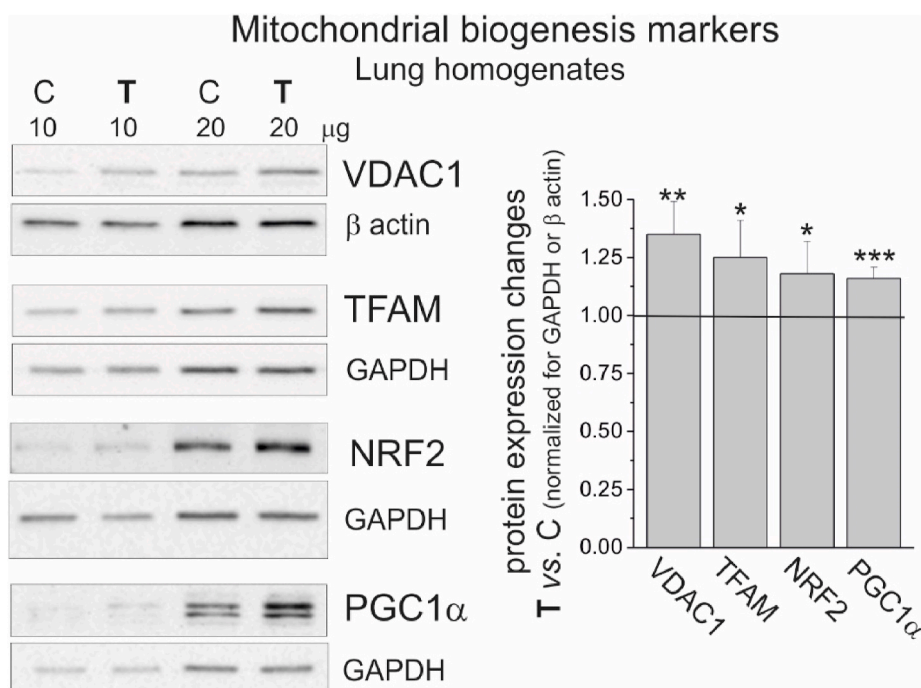 Mitochondrial biogenesis markers
Lung homogenates
C T C T
10 10 20 20 µg
VDAC1
β actin
TFAM
GAPDH
NRF2
GAPDH
PGC1α
GAPDH
protein expression changes
T vs. C (normalized for GAPDH or β actin)
1.50
1.25
1.00
0.75
0.50
0.25
0.00
** * * ***
VDAC1 TFAM NRF2 PGC1α